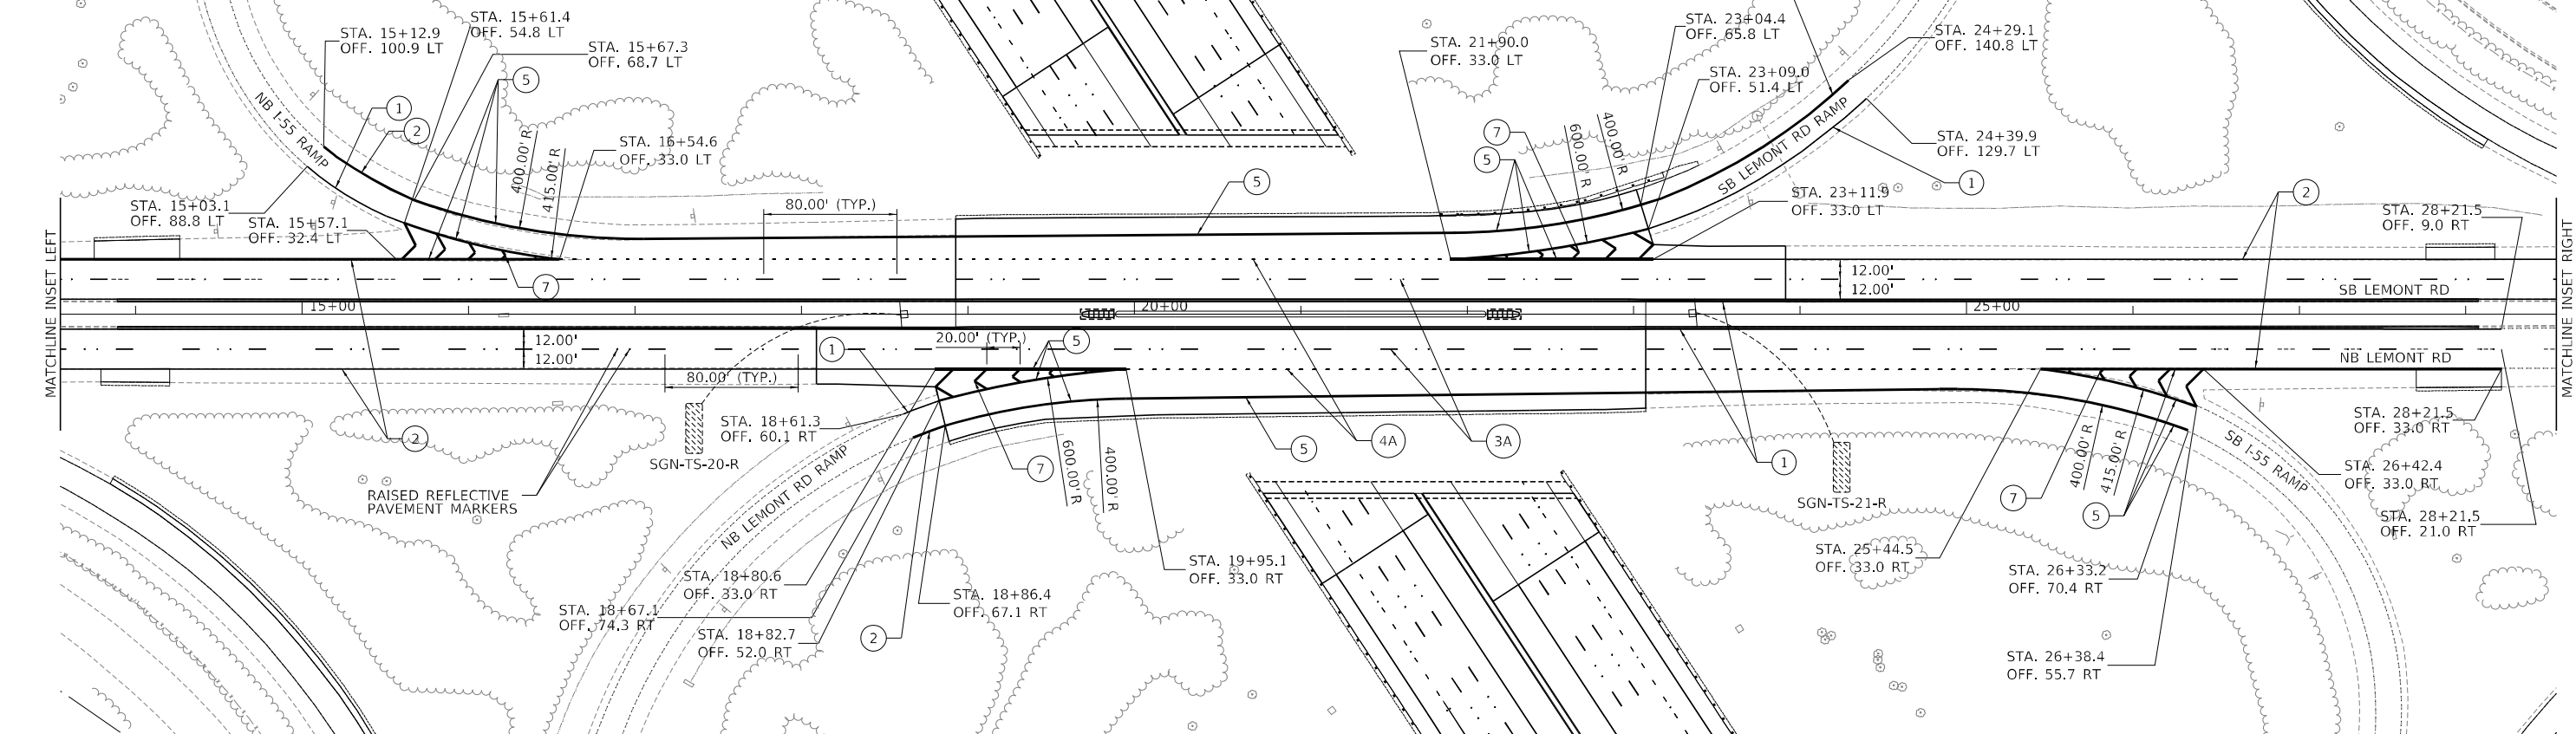 STA. 15+12.9
OFF. 100.9 LT
STA. 15+61.4
OFF. 54.8 LT
STA. 15+67.3
OFF. 68.7 LT
5
1
2
NB I-55 RAMP
400.00' R
415.00' R
STA. 16+54.6
OFF. 33.0 LT
STA. 15+03.1
OFF. 88.8 LT
STA. 15+57.1
OFF. 32.4 LT
7
80.00' (TYP.)
5
STA. 21+90.0
OFF. 33.0 LT
7
5
600.00' R
400.00' R
STA. 23+04.4
OFF. 65.8 LT
STA. 23+09.0
OFF. 51.4 LT
SB LEMONT RD RAMP
STA. 24+29.1
OFF. 140.8 LT
STA. 24+39.9
OFF. 129.7 LT
1
STA. 23+11.9
OFF. 33.0 LT
2
STA. 28+21.5
OFF. 9.0 RT
MATCHLINE INSET LEFT
MATCHLINE INSET RIGHT
12.00'
12.00'
SB LEMONT RD
15+00
20+00
25+00
12.00'
12.00'
1
20.00' (TYP.)
5
NB LEMONT RD
80.00' (TYP.)
2
STA. 18+61.3
OFF. 60.1 RT
SGN-TS-20-R
RAISED REFLECTIVE
PAVEMENT MARKERS
NB LEMONT RD RAMP
7
600.00' R
400.00' R
5
4A
3A
1
SGN-TS-21-R
7
400.00' R
415.00' R
5
SB I-55 RAMP
STA. 28+21.5
OFF. 33.0 RT
STA. 26+42.4
OFF. 33.0 RT
STA. 28+21.5
OFF. 21.0 RT
STA. 18+80.6
OFF. 33.0 RT
STA. 18+67.1
OFF. 74.3 RT
STA. 18+82.7
OFF. 52.0 RT
2
STA. 18+86.4
OFF. 67.1 RT
STA. 19+95.1
OFF. 33.0 RT
STA. 25+44.5
OFF. 33.0 RT
STA. 26+33.2
OFF. 70.4 RT
STA. 26+38.4
OFF. 55.7 RT